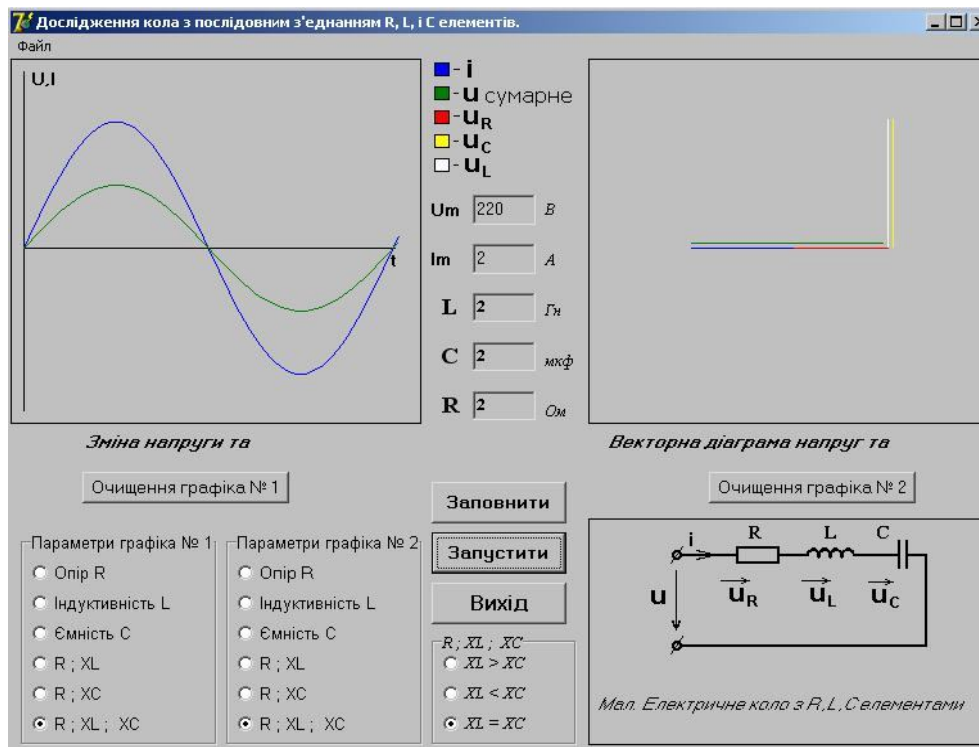 Дослідження кола з послідовним з'еднанням R, L, і C елементів.
Файл
U,I
t
- i
- u сумарне
- uR
- uC
- uL
Um 220 В
Im 2 А
L 2 Гн
C 2 мкф
R 2 Ом
Зміна напруги та
Векторна діаграма напруг та
Очищення графіка № 1
Заповнити
Очищення графіка № 2
Запустити
Вихід
Параметри графіка № 1
Опір R
Індуктивність L
Ємність C
R ; XL
R ; XC
R ; XL ; XC
Параметри графіка № 2
Опір R
Індуктивність L
Ємність C
R ; XL
R ; XC
R ; XL ; XC
R ; XL ; XC
XL > XC
XL < XC
XL = XC
i R L C
u uR uL uC
Мал. Електричне коло з R,L,C елементами